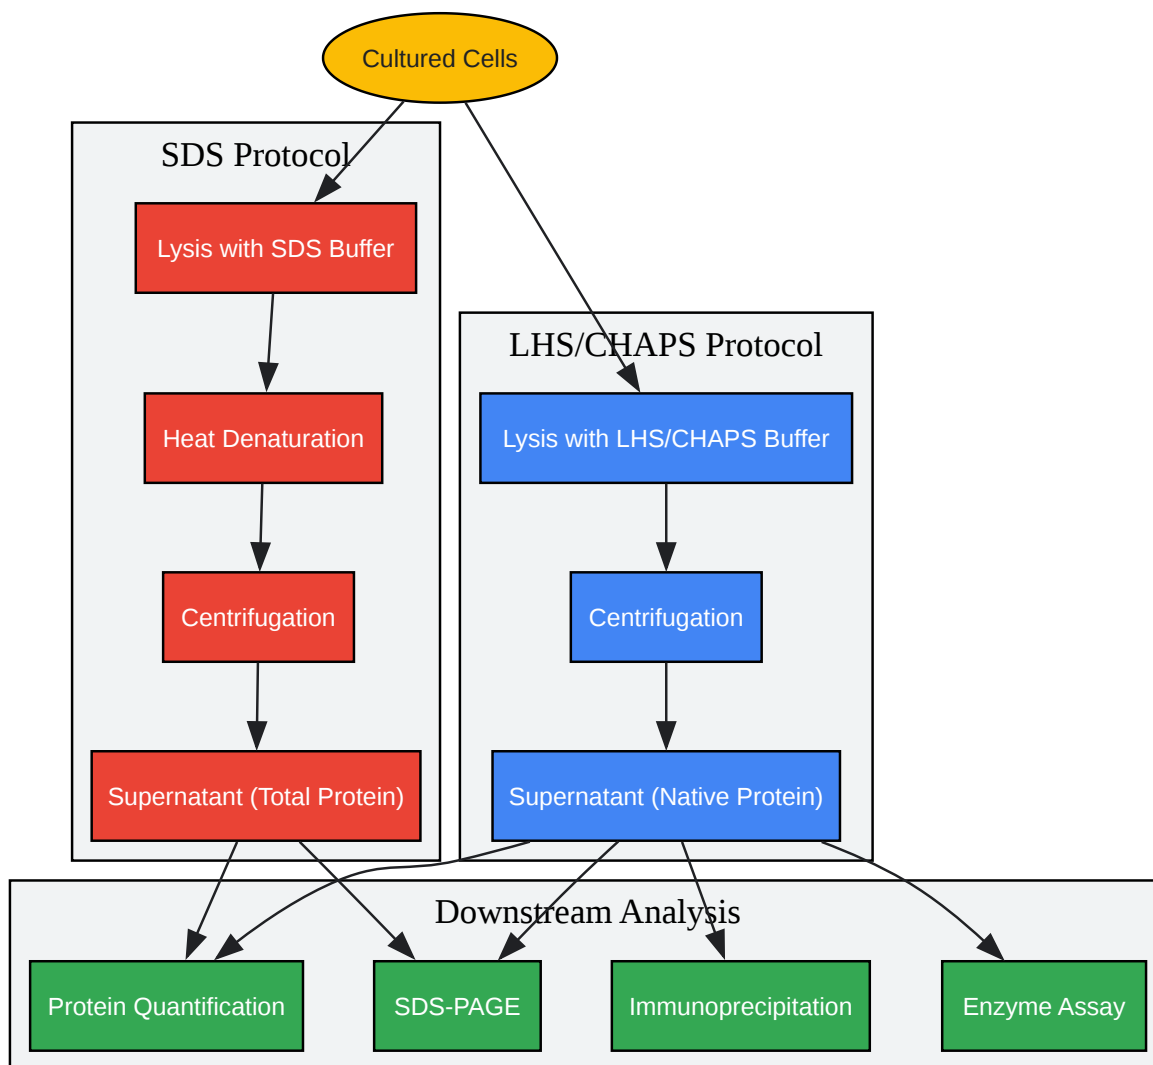 Cultured Cells
SDS Protocol
Lysis with SDS Buffer
Heat Denaturation
Centrifugation
Supernatant (Total Protein)
LHS/CHAPS Protocol
Lysis with LHS/CHAPS Buffer
Centrifugation
Supernatant (Native Protein)
Downstream Analysis
Protein Quantification
SDS-PAGE
Immunoprecipitation
Enzyme Assay